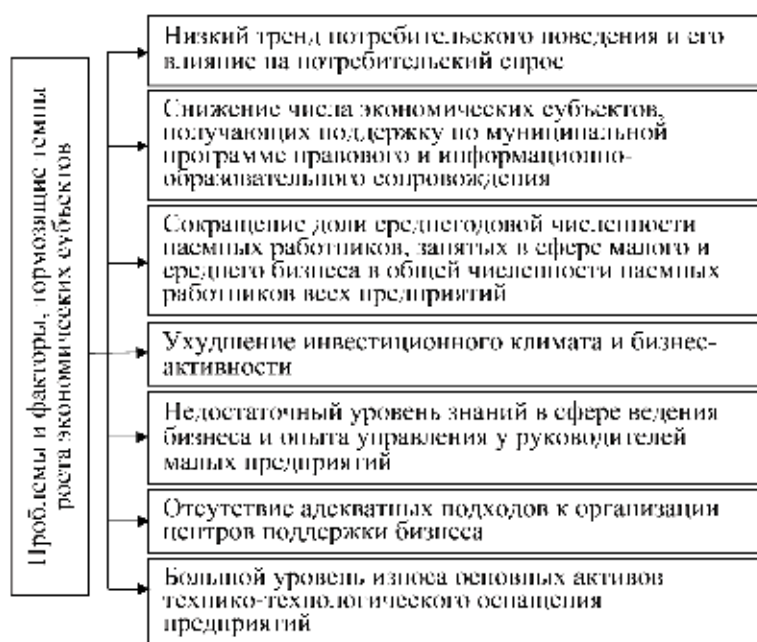 Проблемы и факторы, тормозящие темпы
роста экономических субъектов
Низкий тренд потребительского поведения и его
влияние на потребительский спрос
Снижение числа экономических субъектов,
получающих поддержку по муниципальной
программе правового и информационно-
образовательного сопровождения
Сокращение доли среднегодовой численности
наемных работников, занятых в сфере малого и
среднего бизнеса в общей численности наемных
работников всех предприятий
Ухудшение инвестиционного климата и бизнес-
активности
Недостаточный уровень знаний в сфере ведения
бизнеса и опыта управления у руководителей
малых предприятий
Отсутствие адекватных подходов к организации
центров поддержки бизнеса
Большой уровень износа основных активов
технико-технологического оснащения
предприятий